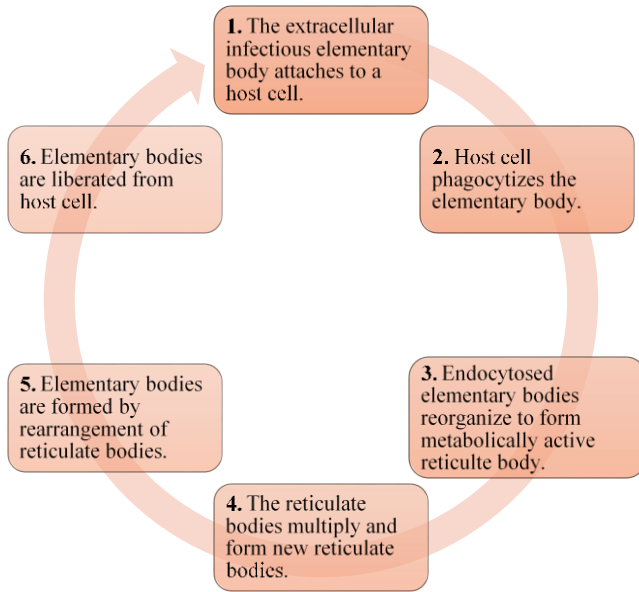 1. The extracellular
infectious elementary
body attaches to a
host cell.
2. Host cell
phagocytizes the
elementary body.
3. Endocytosed
elementary bodies
reorganize to form
metabolically active
reticulte body.
4. The reticulate
bodies multiply and
form new reticulate
bodies.
5. Elementary bodies
are formed by
rearrangement of
reticulate bodies.
6. Elementary bodies
are liberated from
host cell.